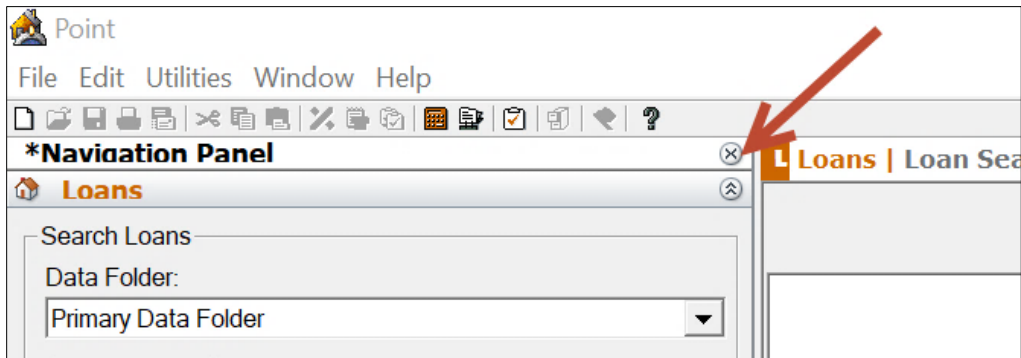 Point
File Edit Utilities Window Help
*Navigation Panel
Loans | Loan Sea
Loans
Search Loans
Data Folder:
Primary Data Folder